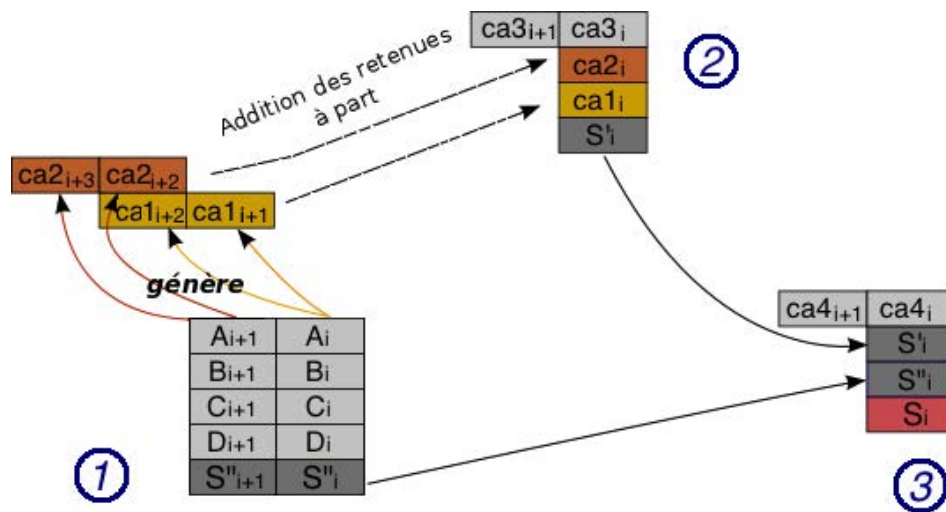 ca3i+1 ca3i
ca2i
ca1i
S'i
2
Addition des retenues
à part
ca2i+3 ca2i+2
ca1i+2 ca1i+1
génère
Ai+1 Ai
Bi+1 Bi
Ci+1 Ci
Di+1 Di
S"i+1 S"i
1
ca4i+1 ca4i
S'i
S"i
Si
3